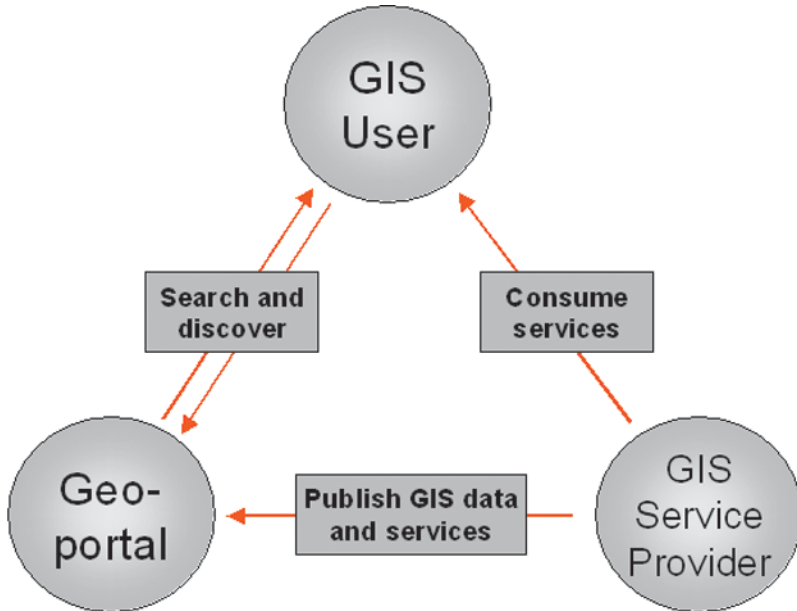 GIS
User
Search and
discover
Consume
services
Geo-
portal
Publish GIS data
and services
GIS
Service
Provider